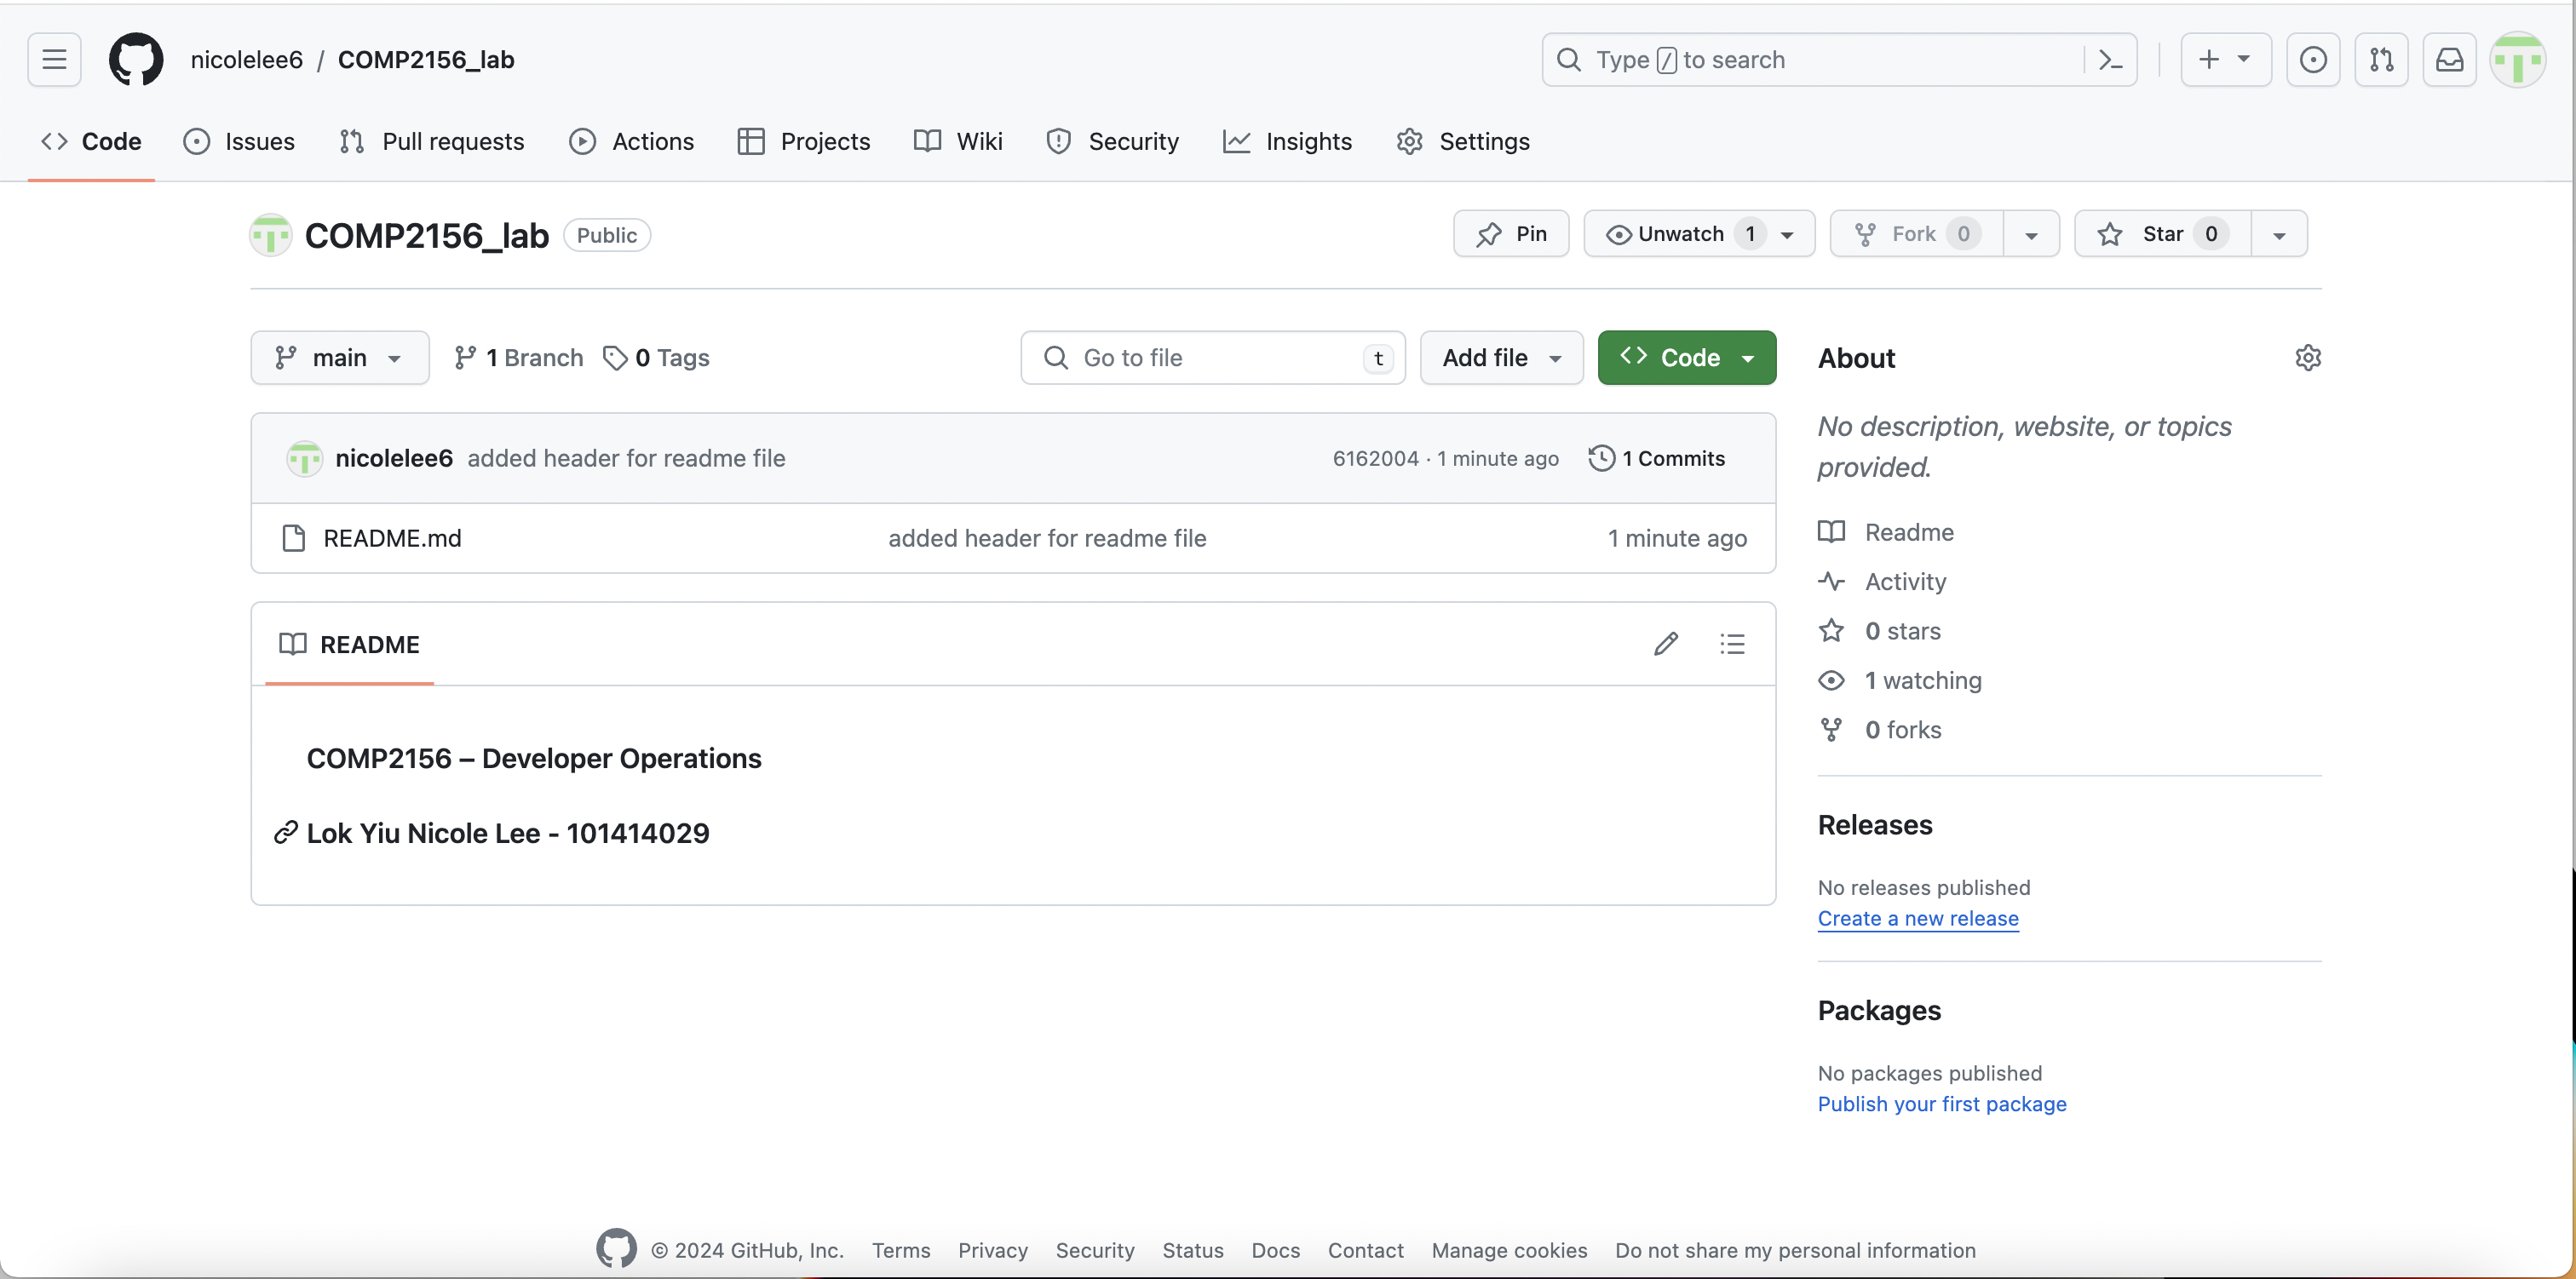 nicolelee6 / COMP2156_lab
Type / to search
Code Issues Pull requests Actions Projects Wiki Security Insights Settings
COMP2156_lab Public
Pin Unwatch 1 Fork 0 Star 0
main 1 Branch 0 Tags
Go to file t
Add file Code
nicolelee6 added header for readme file 6162004 · 1 minute ago 1 Commits
README.md added header for readme file 1 minute ago
README
COMP2156 – Developer Operations
Lok Yiu Nicole Lee - 101414029
About
No description, website, or topics
provided.
Readme
Activity
0 stars
1 watching
0 forks
Releases
No releases published
Create a new release
Packages
No packages published
Publish your first package
© 2024 GitHub, Inc. Terms Privacy Security Status Docs Contact Manage cookies Do not share my personal information